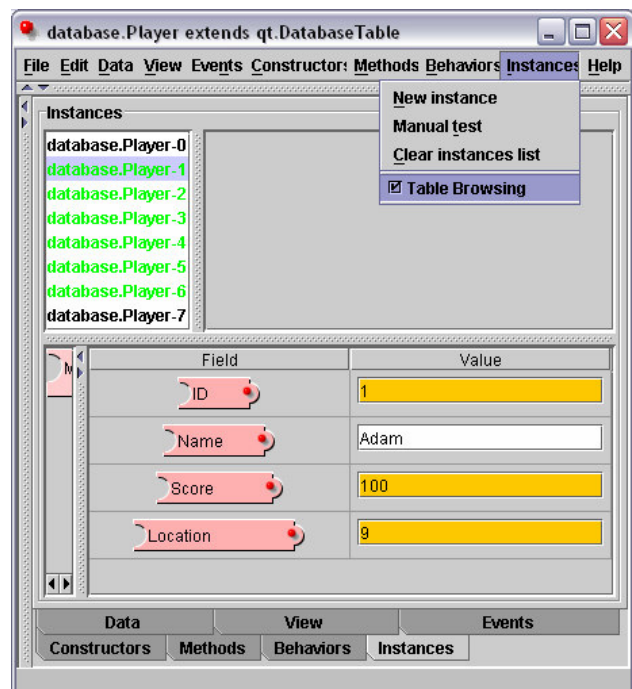 database.Player extends qt.DatabaseTable
File Edit Data View Events Constructors Methods Behaviors Instances Help
New instance
Manual test
Clear instances list
Table Browsing
Instances
database.Player-0
database.Player-1
database.Player-2
database.Player-3
database.Player-4
database.Player-5
database.Player-6
database.Player-7
M
Field Value
ID 1
Name Adam
Score 100
Location 9
Data View Events
Constructors Methods Behaviors Instances